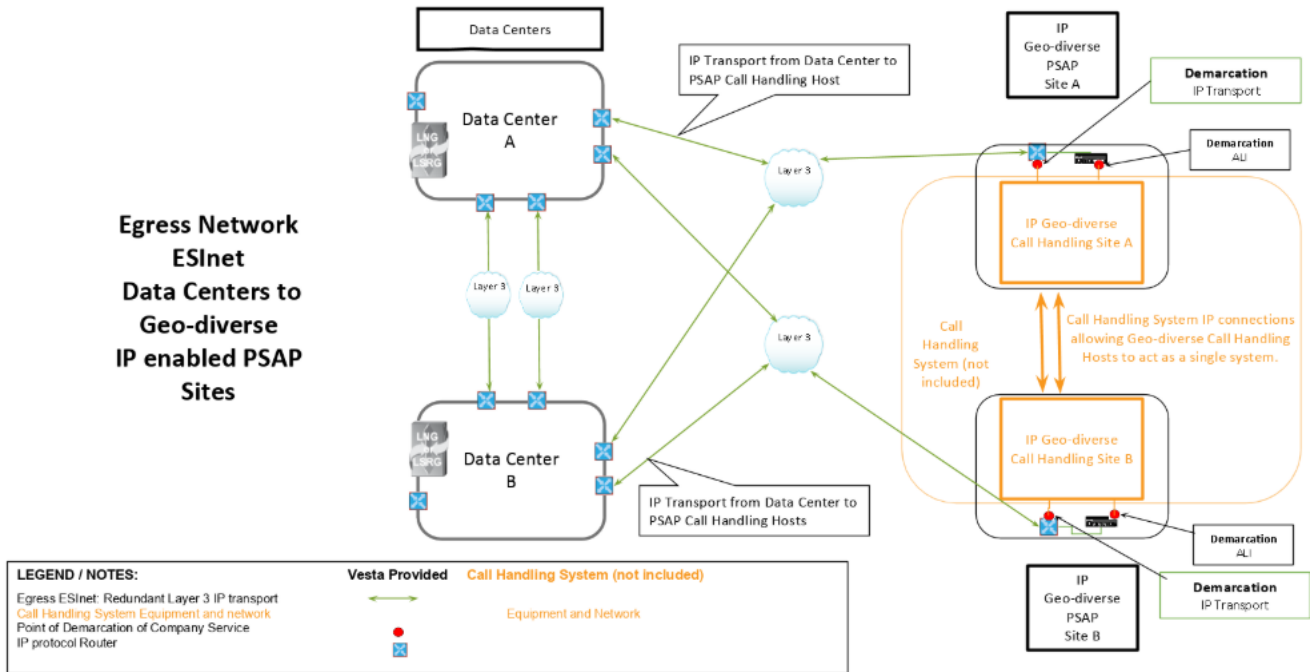 Egress Network
ESInet
Data Centers to
Geo-diverse
IP enabled PSAP
Sites
Data Centers
Data Center
A
LNG
LSRG
IP Transport from Data Center to
PSAP Call Handling Host
Layer 3
Layer 3
Layer 3
Layer 3
Data Center
B
LNG
LSRG
IP Transport from Data Center to
PSAP Call Handling Hosts
IP
Geo-diverse
PSAP
Site A
Demarcation
IP Transport
Demarcation
ALI
IP Geo-diverse
Call Handling Site A
Call
Handling
System (not
included)
Call Handling System IP connections
allowing Geo-diverse Call Handling
Hosts to act as a single system.
IP Geo-diverse
Call Handling Site B
Demarcation
ALI
Demarcation
IP Transport
IP
Geo-diverse
PSAP
Site B
LEGEND / NOTES:
Vesta Provided
Call Handling System (not included)
Egress ESInet: Redundant Layer 3 IP transport
Call Handling System Equipment and network
Equipment and Network
Point of Demarcation of Company Service
IP protocol Router